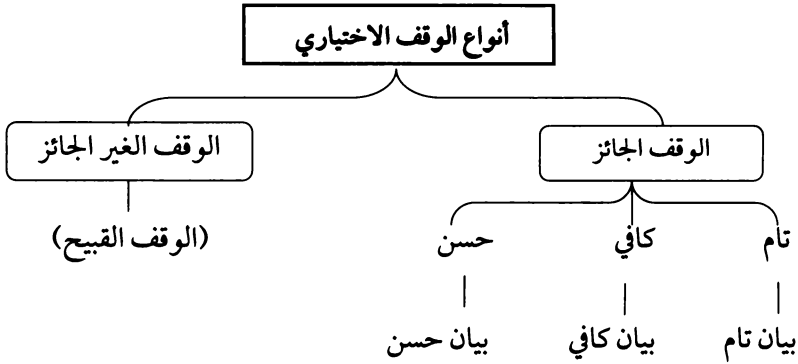 أنواع الوقف الاختياري
الوقف الجائز
الوقف الغير الجائز
تام
كافي
حسن
(الوقف القبيح)
بيان تام
بيان كافي
بيان حسن